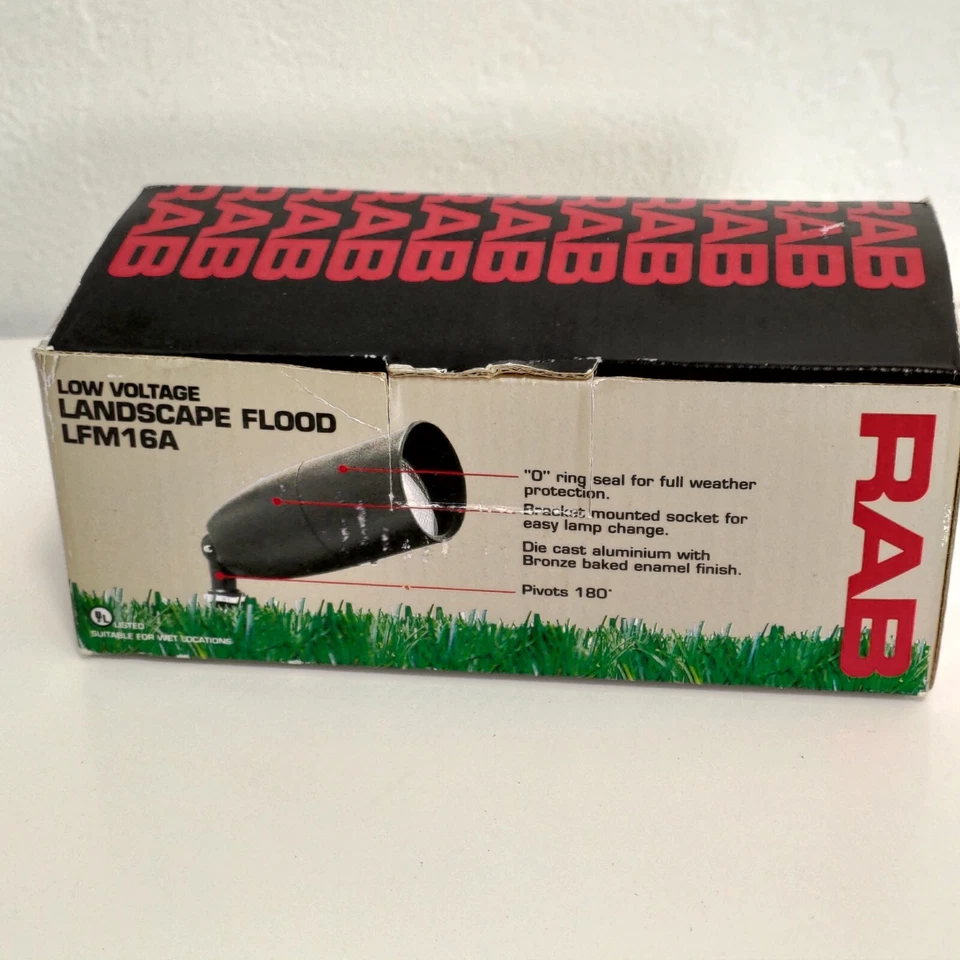 RAB RAB RAB RAB RAB RAB RAB RAB RAB RAB
LOW VOLTAGE
LANDSCAPE FLOOD
LFM16A
"O" ring seal for full weather
protection.
Bracket mounted socket for
easy lamp change.
Die cast aluminium with
Bronze baked enamel finish.
Pivots 180°
RAB
UL LISTED
SUITABLE FOR WET LOCATIONS